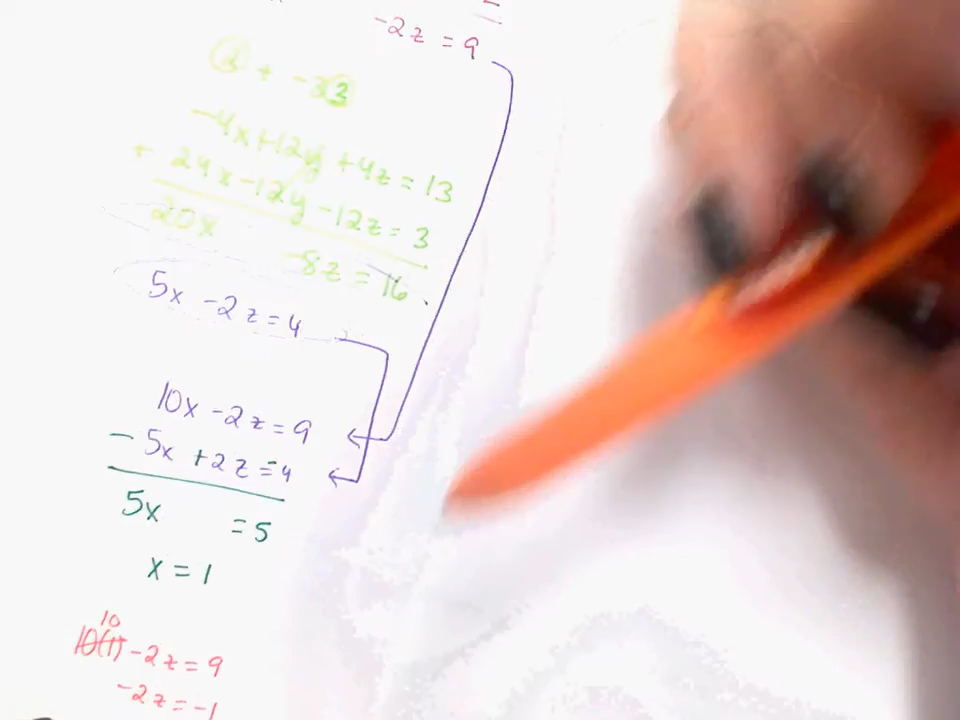 -2z = 9
② + -3③
-4x+12y+4z=13
+ 24x-12y-12z=3
20x -8z = 16
5x -2z=4
10x -2z=9
- 5x +2z=-4
5x =5
x = 1
10
10(1) -2z=9
-2z=-1